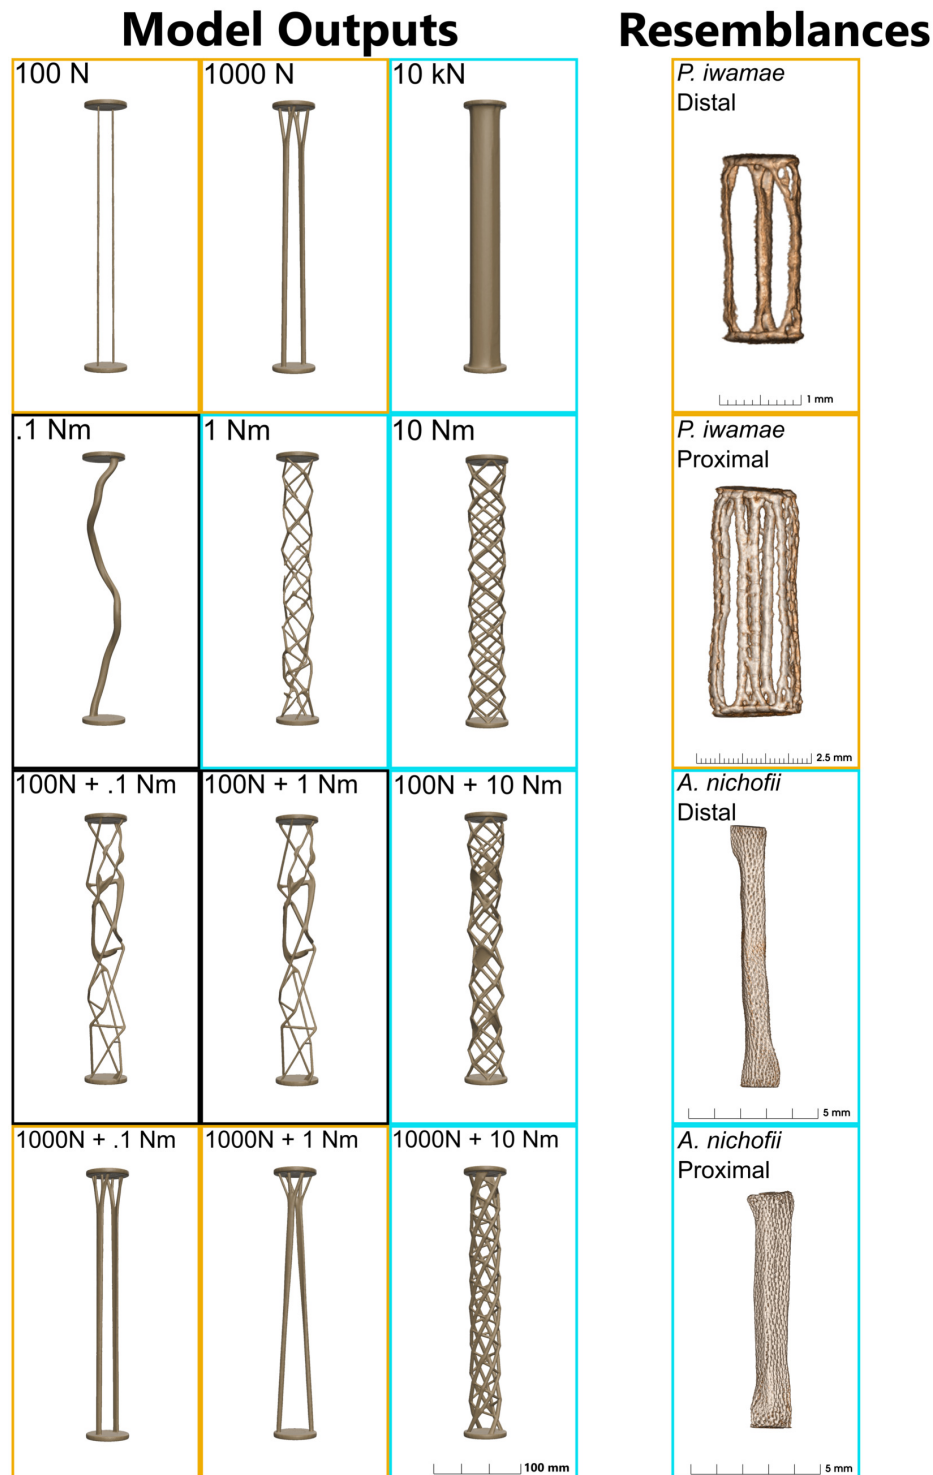 Model Outputs
Resemblances
100 N
1000 N
10 kN
P. iwamae
Distal
1 mm
.1 Nm
1 Nm
10 Nm
P. iwamae
Proximal
2.5 mm
100N + .1 Nm
100N + 1 Nm
100N + 10 Nm
A. nichofii
Distal
5 mm
1000N + .1 Nm
1000N + 1 Nm
1000N + 10 Nm
A. nichofii
Proximal
100 mm
5 mm